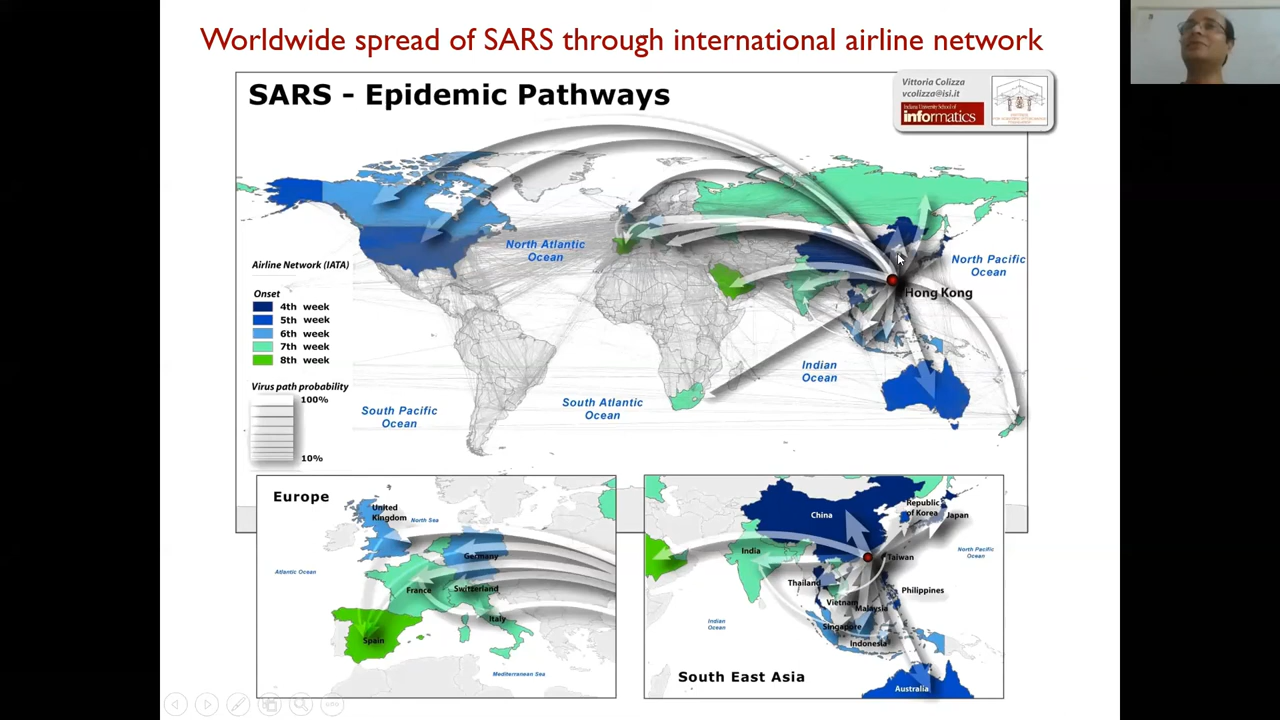 Worldwide spread of SARS through international airline network
SARS - Epidemic Pathways
Vittoria Colizza
vcolizza@isi.it
Indiana University School of
informatics
North Atlantic
Ocean
North Pacific
Ocean
Hong Kong
Airline Network (IATA)
Onset
4th week
5th week
6th week
7th week
8th week
Indian
Ocean
Virus path probability
100%
10%
South Pacific
Ocean
South Atlantic
Ocean
Europe
United
Kingdom
North Sea
Germany
Atlantic Ocean
France
Switzerland
Italy
Spain
Mediterranean Sea
Republic
of Korea
Japan
China
North Pacific
Ocean
India
Taiwan
Thailand
Philippines
Vietnam
Malaysia
Indian
Ocean
Singapore
Indonesia
South East Asia
Australia